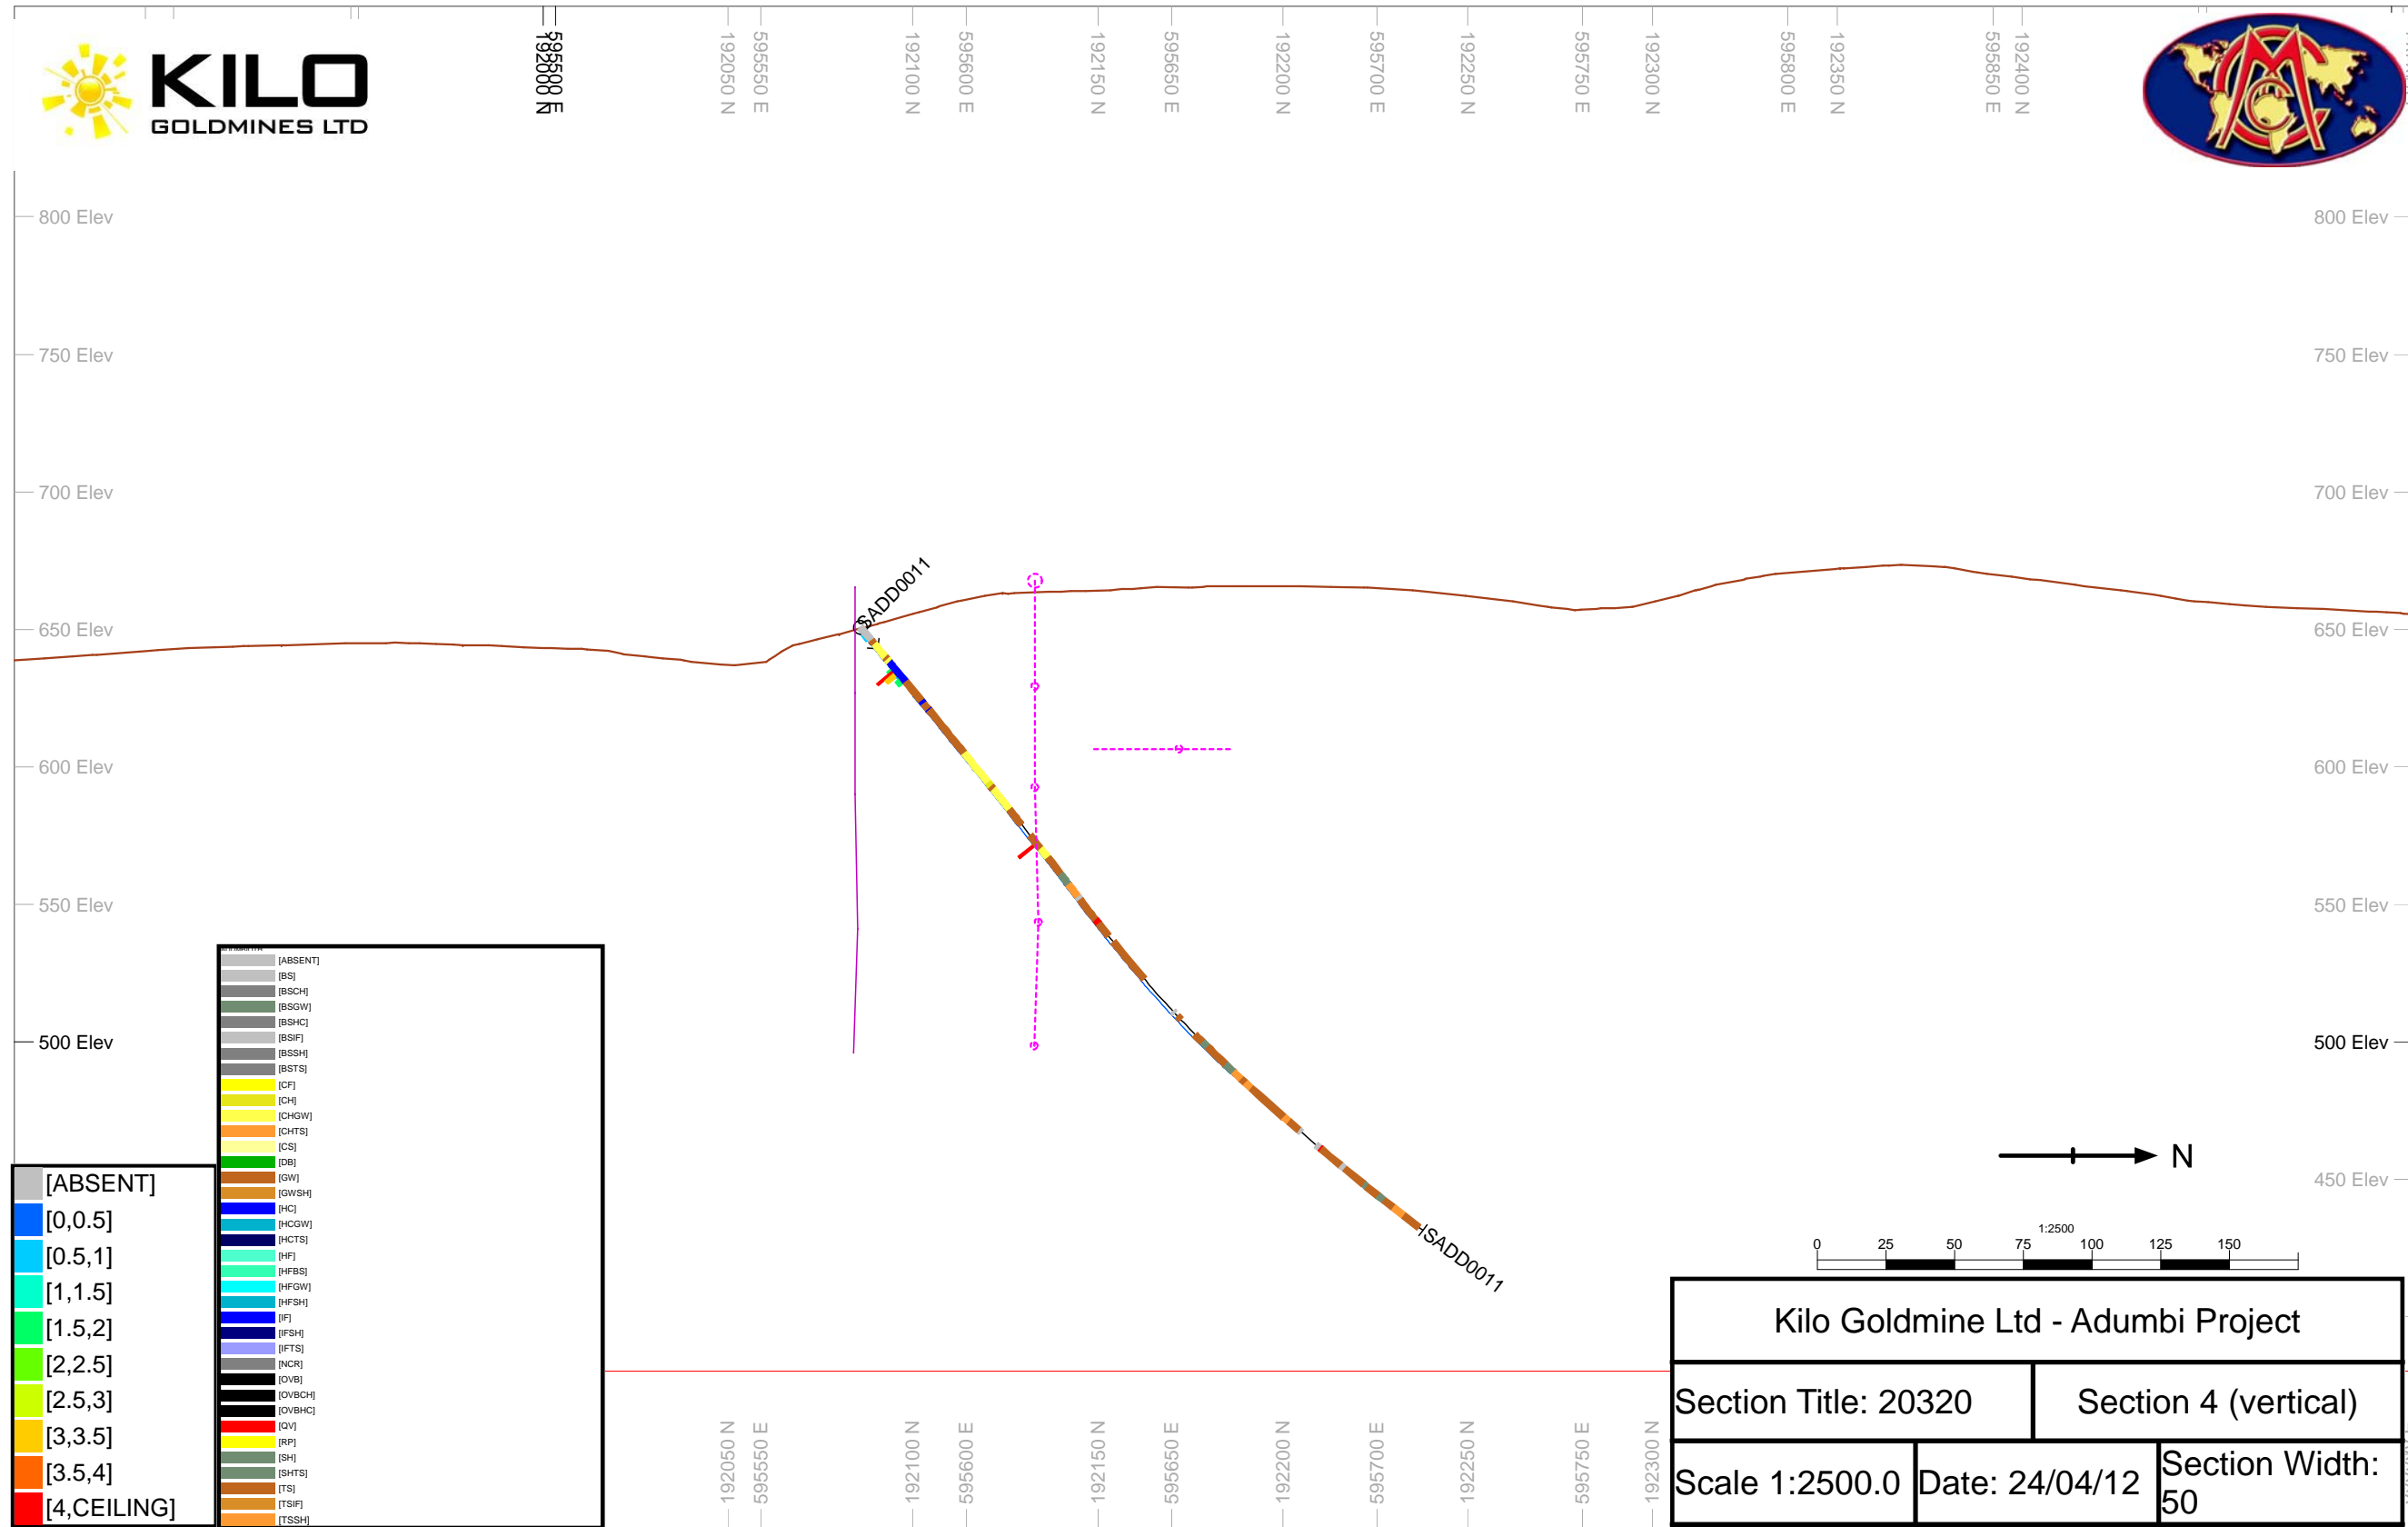 KILO
GOLDMINES LTD
192000 N
595500 E
192050 N
595550 E
192100 N
595600 E
192150 N
595650 E
192200 N
595700 E
192250 N
595750 E
192300 N
595800 E
192350 N
595850 E
192400 N
800 Elev
800 Elev
750 Elev
750 Elev
700 Elev
700 Elev
650 Elev
650 Elev
600 Elev
600 Elev
550 Elev
550 Elev
500 Elev
500 Elev
450 Elev
SADD0011
SADD0011
N
1:2500
0 25 50 75 100 125 150
[ABSENT]
[0,0.5]
[0.5,1]
[1,1.5]
[1.5,2]
[2,2.5]
[2.5,3]
[3,3.5]
[3.5,4]
[4,CEILING]
[ABSENT]
[BS]
[BSCH]
[BSGW]
[BSHC]
[BSIF]
[BSSH]
[BSTS]
[CF]
[CH]
[CHGW]
[CHTS]
[CS]
[DB]
[GW]
[GWSH]
[HC]
[HCGW]
[HCTS]
[HF]
[HFBS]
[HFGW]
[HFSH]
[IF]
[IFSH]
[IFTS]
[NCR]
[OVB]
[OVBCH]
[OVBHC]
[QV]
[RP]
[SH]
[SHTS]
[TS]
[TSIF]
[TSSH]
192050 N
595550 E
192100 N
595600 E
192150 N
595650 E
192200 N
595700 E
192250 N
595750 E
192300 N
Kilo Goldmine Ltd - Adumbi Project
Section Title: 20320
Section 4 (vertical)
Scale 1:2500.0
Date: 24/04/12
Section Width:
50